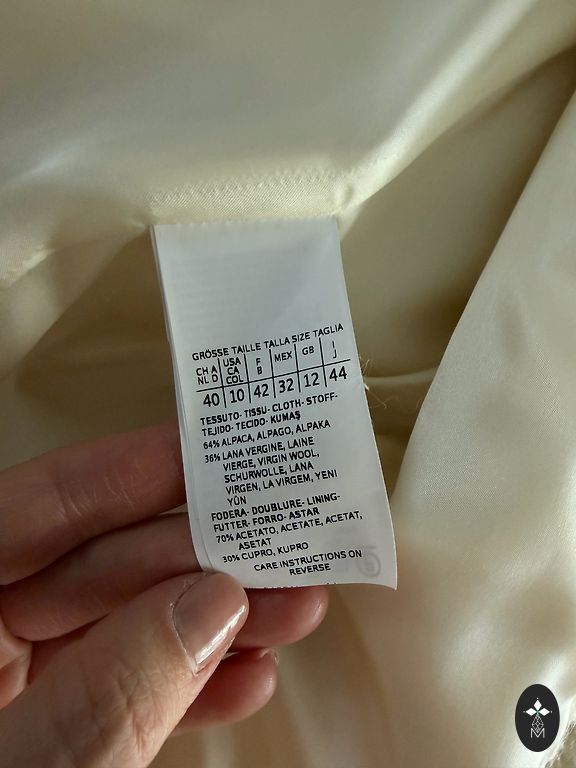 GRÖSSE TAILLE TALLA SIZE TAGLIA
CH A NL D USA CA COL F B MEX GB I J
40 10 42 32 12 44
TESSUTO- TISSU- CLOTH- STOFF-
TEJIDO- TECIDO- KUMAŞ
64% ALPACA, ALPAGO, ALPAKA
36% LANA VERGINE, LAINE
VIERGE, VIRGIN WOOL,
SCHURWOLLE, LANA
VIRGEN, LA VIRGEM, YENI
YÜN
FODERA- DOUBLURE- LINING-
FUTTER- FORRO- ASTAR
70% ACETATO, ACETATE, ACETAT,
ASETAT
30% CUPRO, KUPRO
CARE INSTRUCTIONS ON
REVERSE
M